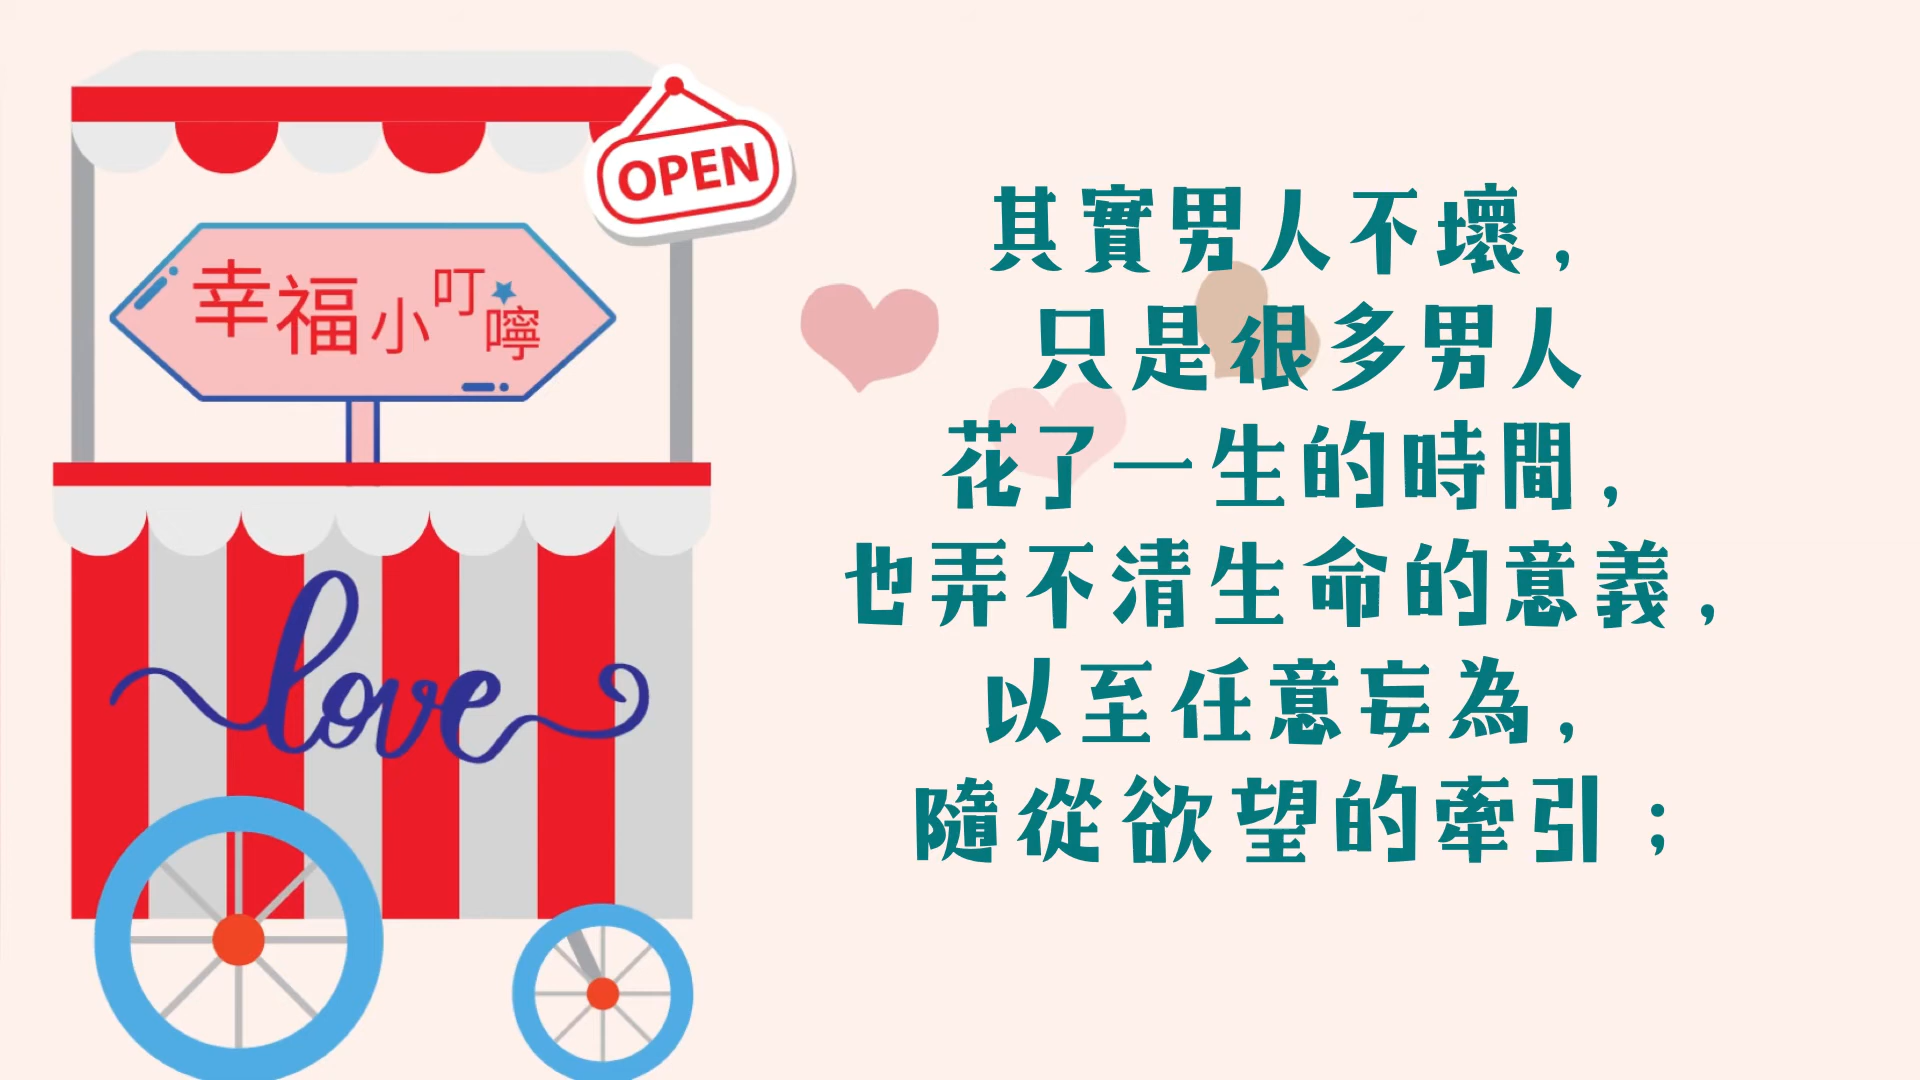 OPEN
幸福小叮嚀
love
其實男人不壞，
只是很多男人
花了一生的時間，
也弄不清生命的意義，
以至任意妄為，
隨從欲望的牽引；